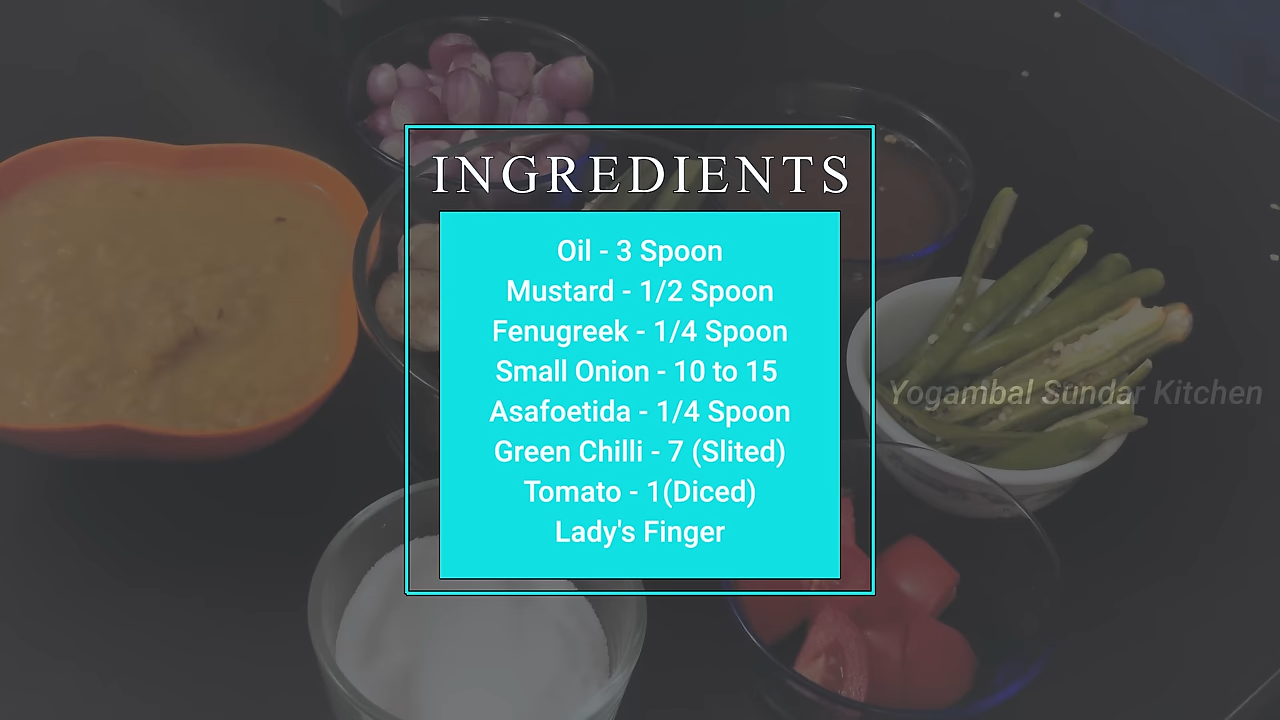 INGREDIENTS
Oil - 3 Spoon
Mustard - 1/2 Spoon
Fenugreek - 1/4 Spoon
Small Onion - 10 to 15
Asafoetida - 1/4 Spoon
Green Chilli - 7 (Slited)
Tomato - 1(Diced)
Lady's Finger
Yogambal Sundar Kitchen